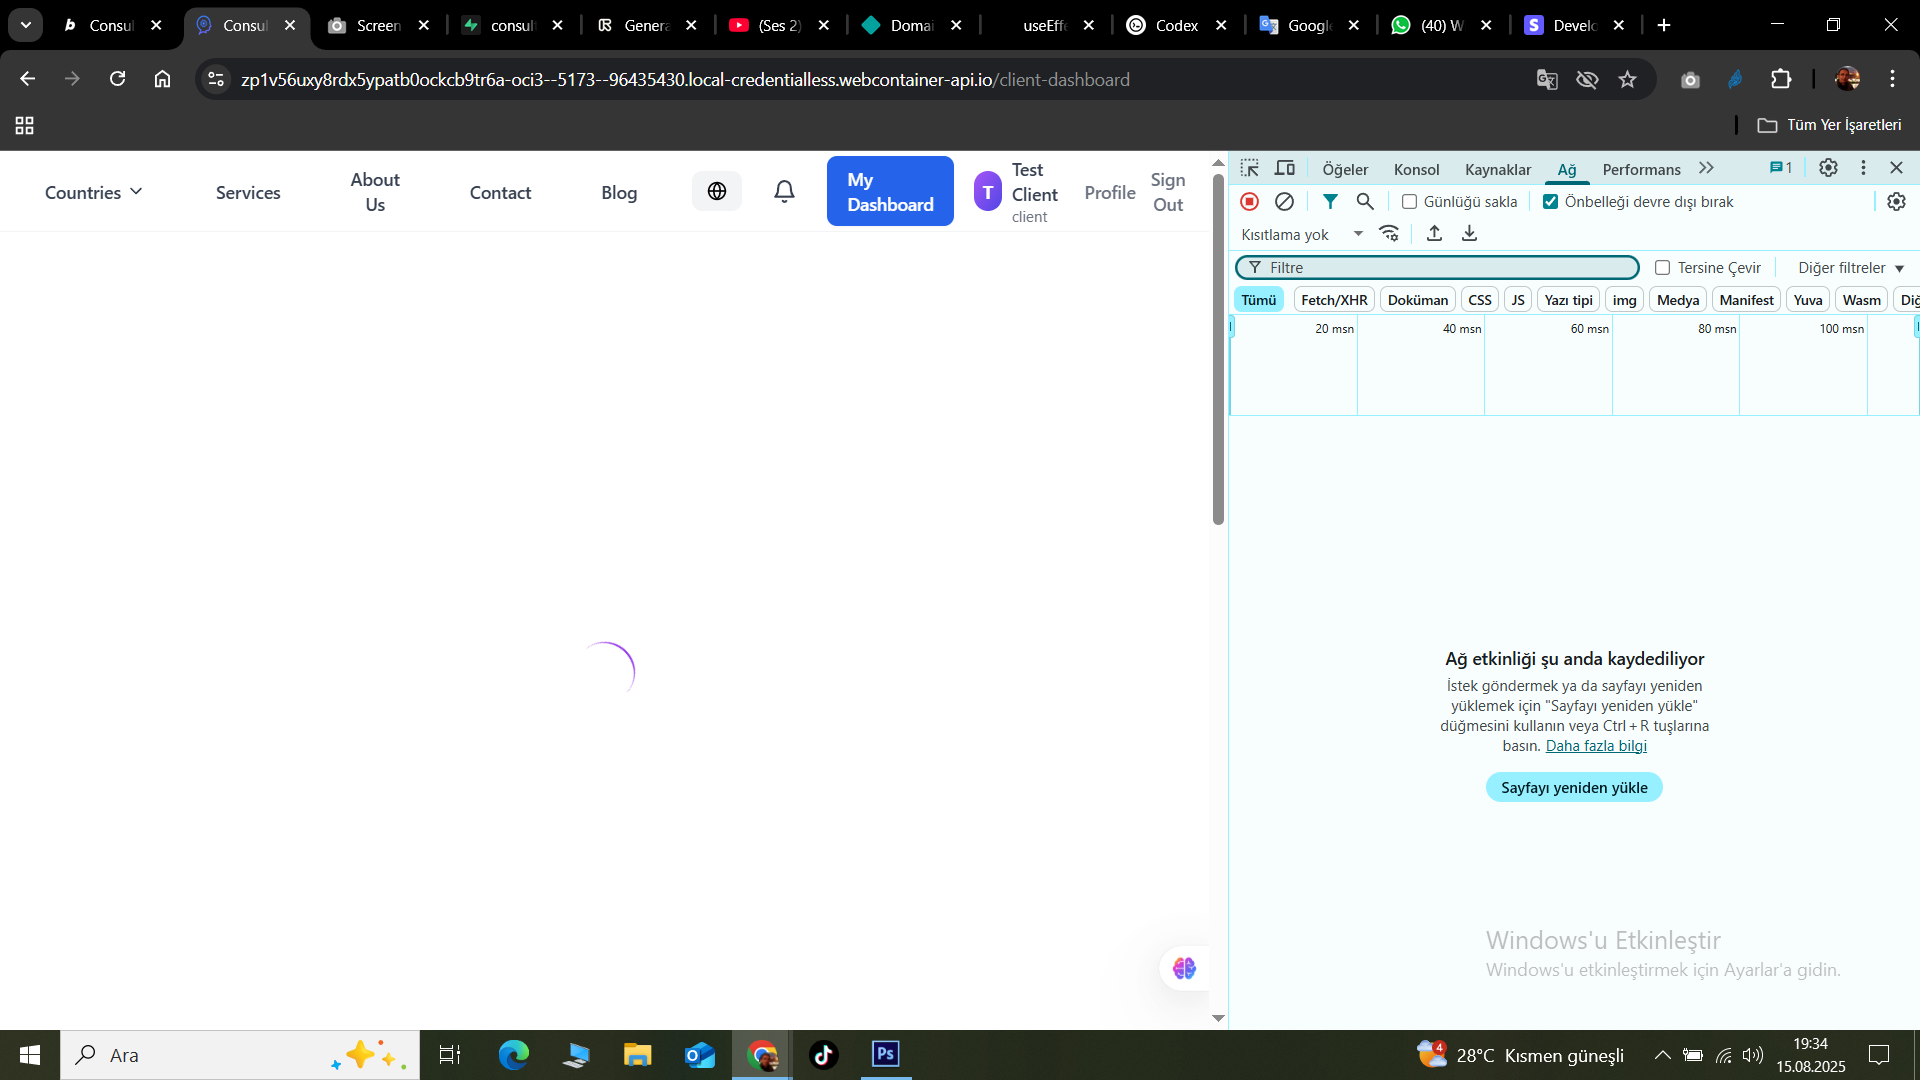 Consul
Consul
Screen
consul
Genera
(Ses 2)
Domai
useEffe
Codex
Google
(40) W
Develo
zp1v56uxy8rdx5ypatb0ockcb9tr6a-oci3--5173--96435430.local-credentialless.webcontainer-api.io/client-dashboard
Tüm Yer İşaretleri
Countries
Services
About
Us
Contact
Blog
My
Dashboard
T
Test
Client
client
Profile
Sign
Out
Öğeler
Konsol
Kaynaklar
Ağ
Performans
1
Günlüğü sakla
Önbelleği devre dışı bırak
Kısıtlama yok
Filtre
Tersine Çevir
Diğer filtreler
Tümü
Fetch/XHR
Doküman
CSS
JS
Yazı tipi
img
Medya
Manifest
Yuva
Wasm
Diğ
20 msn
40 msn
60 msn
80 msn
100 msn
Ağ etkinliği şu anda kaydediliyor
İstek göndermek ya da sayfayı yeniden
yüklemek için "Sayfayı yeniden yükle"
düğmesini kullanın veya Ctrl + R tuşlarına
basın. Daha fazla bilgi
Sayfayı yeniden yükle
Windows'u Etkinleştir
Windows'u etkinleştirmek için Ayarlar'a gidin.
Ara
Ps
4
28°C Kısmen güneşli
19:34
15.08.2025